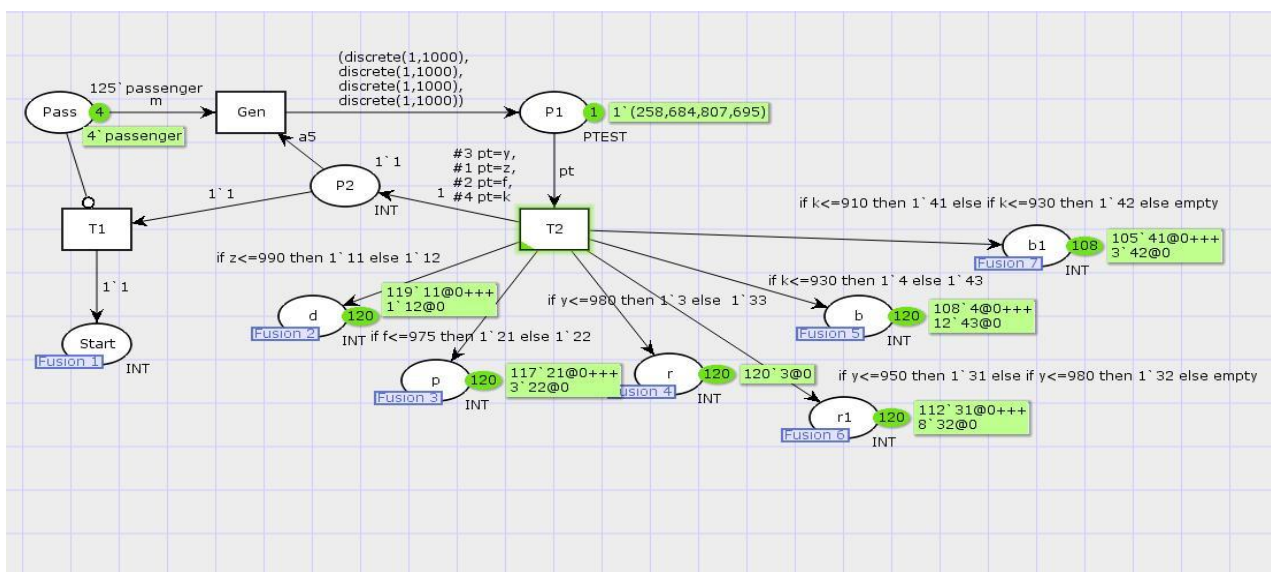 (discrete(1,1000),
discrete(1,1000),
discrete(1,1000),
discrete(1,1000))
125`passenger
m
Pass
4
4`passenger
Gen
P1
1
1`(258,684,807,695)
PTEST
a5
#3 pt=y,
#1 pt=z,
#2 pt=f,
#4 pt=k
pt
1`1
P2
INT
1`1
1
T1
T2
if k<=910 then 1`41 else if k<=930 then 1`42 else empty
b1
108
105`41@0+++
3`42@0
Fusion 7
INT
if z<=990 then 1`11 else 1`12
1`1
if k<=930 then 1`4 else 1`43
if y<=980 then 1`3 else 1`33
d
120
119`11@0+++
1`12@0
Fusion 2
INT
b
120
108`4@0+++
12`43@0
Fusion 5
INT
if f<=975 then 1`21 else 1`22
Start
Fusion 1
INT
p
120
117`21@0+++
3`22@0
Fusion 3
INT
r
120
120`3@0
usion 4
INT
if y<=950 then 1`31 else if y<=980 then 1`32 else empty
r1
120
112`31@0+++
8`32@0
Fusion 6
INT